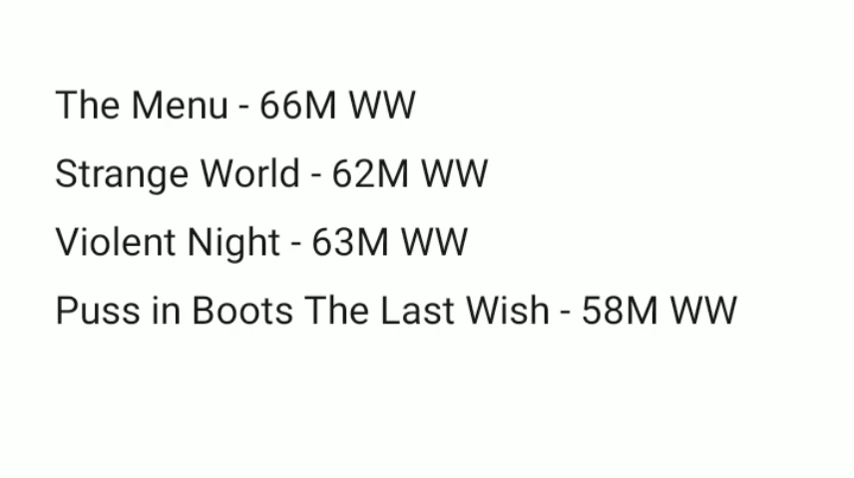 The Menu - 66M WW
Strange World - 62M WW
Violent Night - 63M WW
Puss in Boots The Last Wish - 58M WW